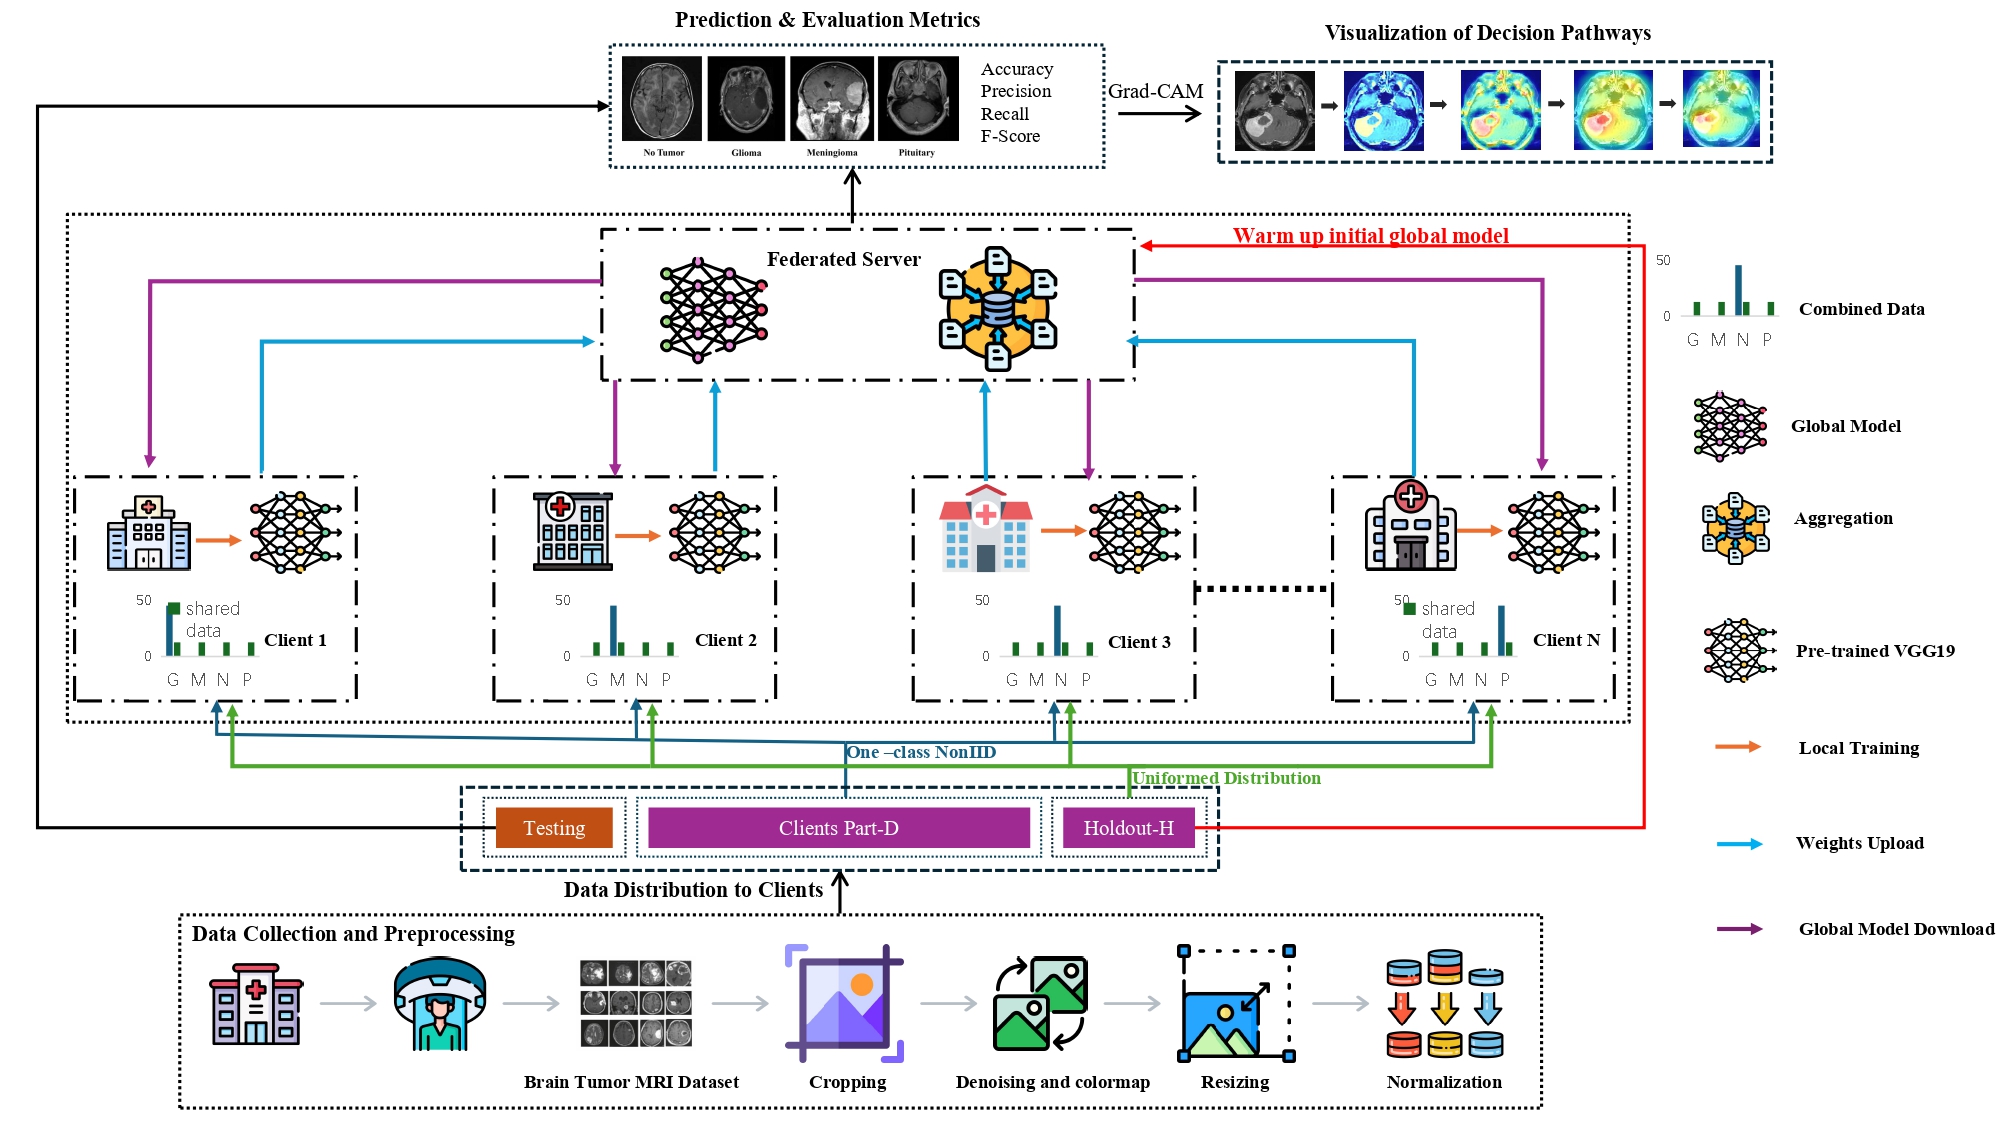 Prediction & Evaluation Metrics
Visualization of Decision Pathways
Accuracy
Precision
Recall
F-Score
No Tumor
Glioma
Meningioma
Pituitary
Grad-CAM
Warm up initial global model
Federated Server
50
0
G M N P
Combined Data
Global Model
Aggregation
Pre-trained VGG19
Local Training
Weights Upload
Global Model Download
50
shared
data
0
G M N P
Client 1
50
0
G M N P
Client 2
50
0
G M N P
Client 3
50
shared
data
0
G M N P
Client N
One –class NonIID
Uniformed Distribution
Testing
Clients Part-D
Holdout-H
Data Distribution to Clients
Data Collection and Preprocessing
Brain Tumor MRI Dataset
Cropping
Denoising and colormap
Resizing
Normalization